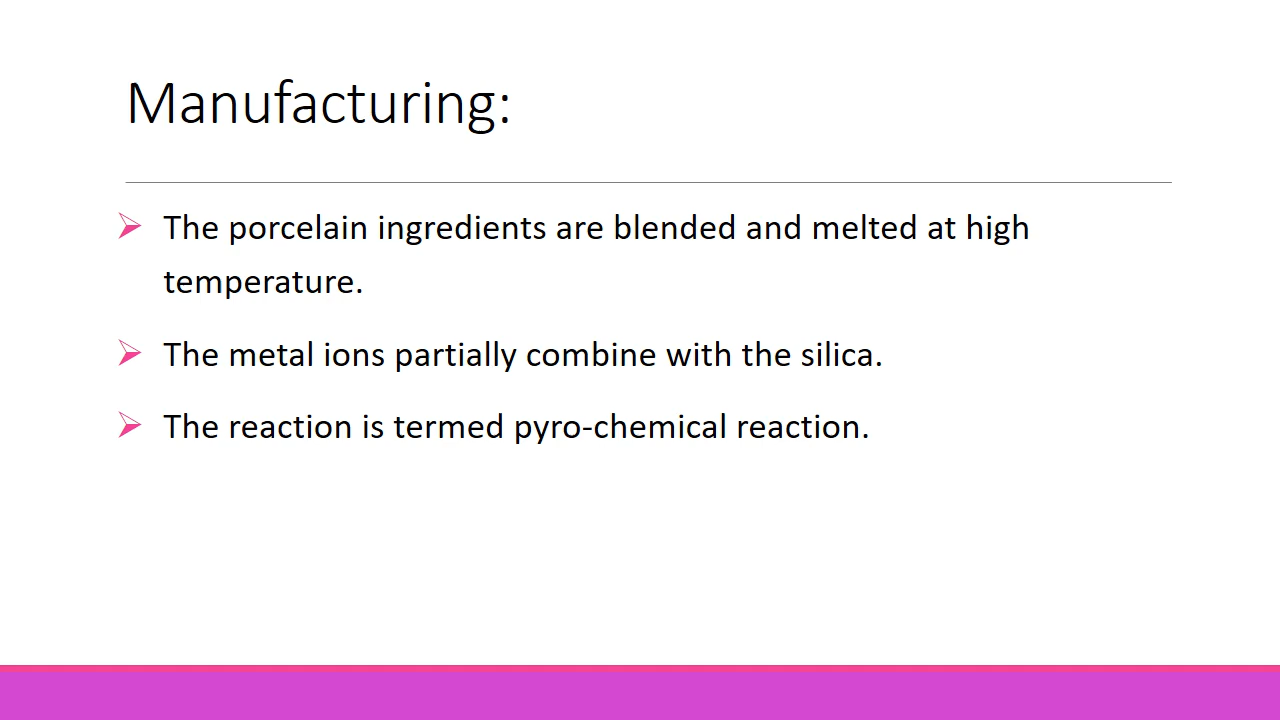 Manufacturing:
The porcelain ingredients are blended and melted at high
temperature.
The metal ions partially combine with the silica.
The reaction is termed pyro-chemical reaction.